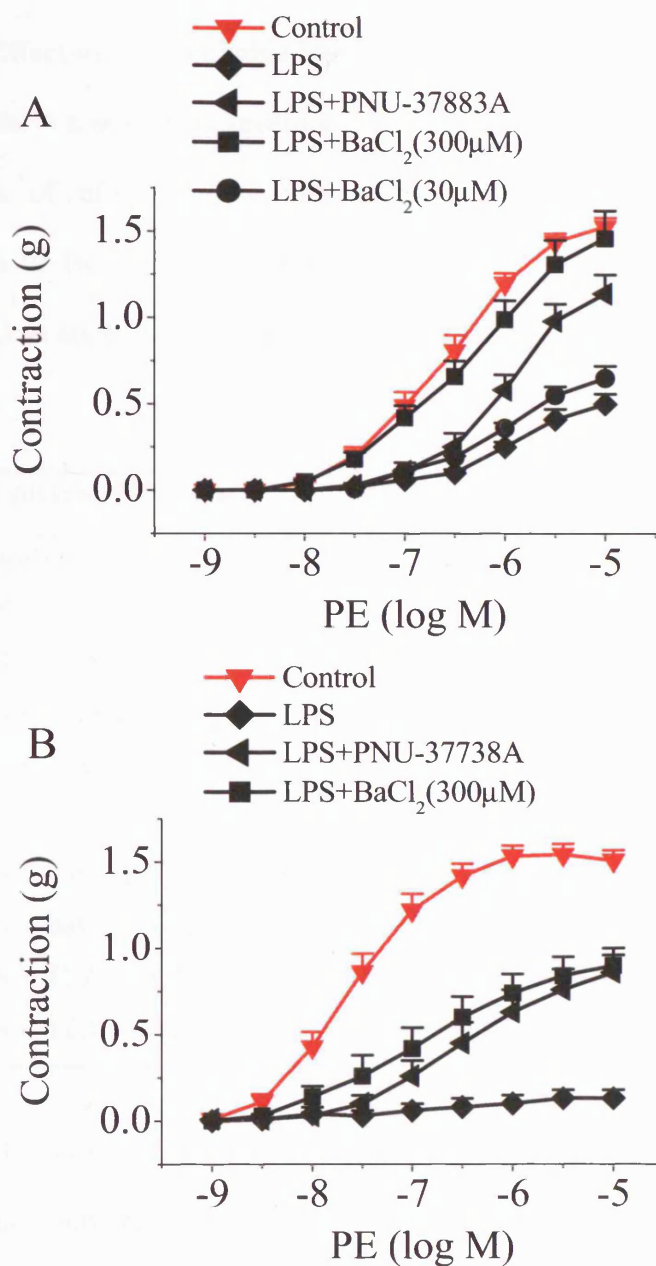 Control
LPS
A
LPS+PNU-37883A
LPS+BaCl₂(300μM)
LPS+BaCl₂(30μM)
Contraction (g)
1.5
1.0
0.5
0.0
-9 -8 -7 -6 -5
PE (log M)
Control
LPS
B
LPS+PNU-37738A
LPS+BaCl₂(300μM)
Contraction (g)
1.5
1.0
0.5
0.0
-9 -8 -7 -6 -5
PE (log M)